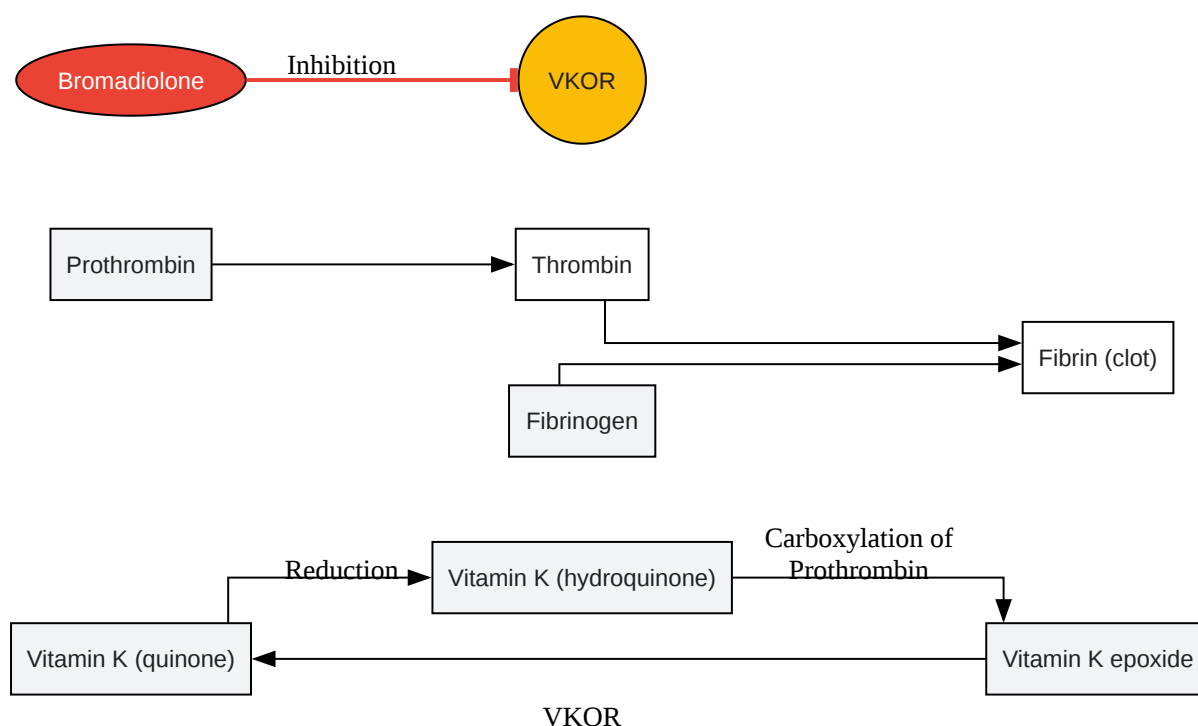 Bromadiolone
Inhibition
VKOR
Prothrombin
Thrombin
Fibrin (clot)
Fibrinogen
Carboxylation of
Prothrombin
Reduction
Vitamin K (hydroquinone)
Vitamin K (quinone)
Vitamin K epoxide
VKOR